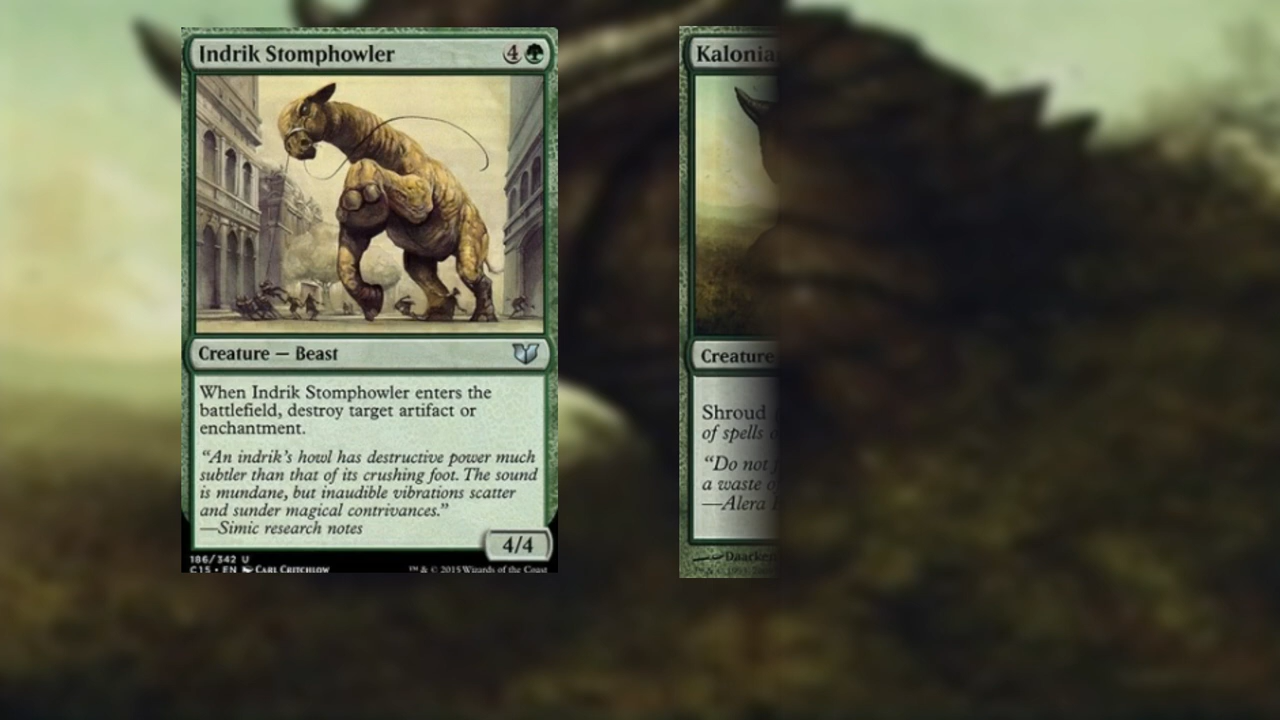 Indrik Stomphowler
4
Creature — Beast
When Indrik Stomphowler enters the
battlefield, destroy target artifact or
enchantment.
“An indrik’s howl has destructive power much
subtler than that of its crushing foot. The sound
is mundane, but inaudible vibrations scatter
and sunder magical contrivances.”
—Simic research notes
4/4
186/342 U
C15 • EN CARL CRITCHLOW
™ & © 2015 Wizards of the Coast
Kalonia
Creature
Shroud
of spells
“Do not
a waste
—Alera
Daarken